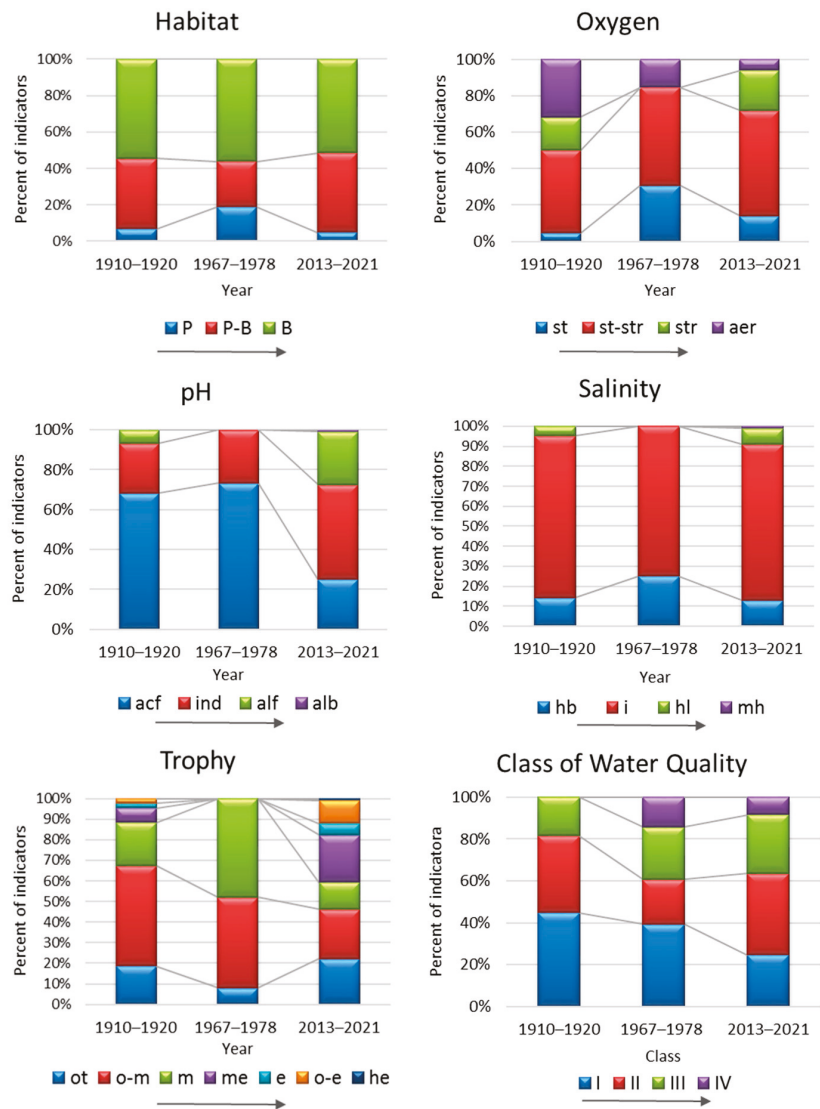 Habitat
Percent of indicators
100%
80%
60%
40%
20%
0%
1910–1920 1967–1978 2013–2021
Year
P P-B B
Oxygen
Percent of indicators
100%
80%
60%
40%
20%
0%
1910–1920 1967–1978 2013–2021
Year
st st-str str aer
pH
Percent of indicators
100%
80%
60%
40%
20%
0%
1910–1920 1967–1978 2013–2021
Year
acf ind alf alb
Salinity
Percent of indicators
100%
90%
80%
70%
60%
50%
40%
30%
20%
10%
0%
1910–1920 1967–1978 2013–2021
Year
hb i hl mh
Trophy
Percent of indicators
100%
90%
80%
70%
60%
50%
40%
30%
20%
10%
0%
1910–1920 1967–1978 2013–2021
Year
ot o-m m me e o-e he
Class of Water Quality
Percent of indicatora
100%
80%
60%
40%
20%
0%
1910–1920 1967–1978 2013–2021
Class
I II III IV